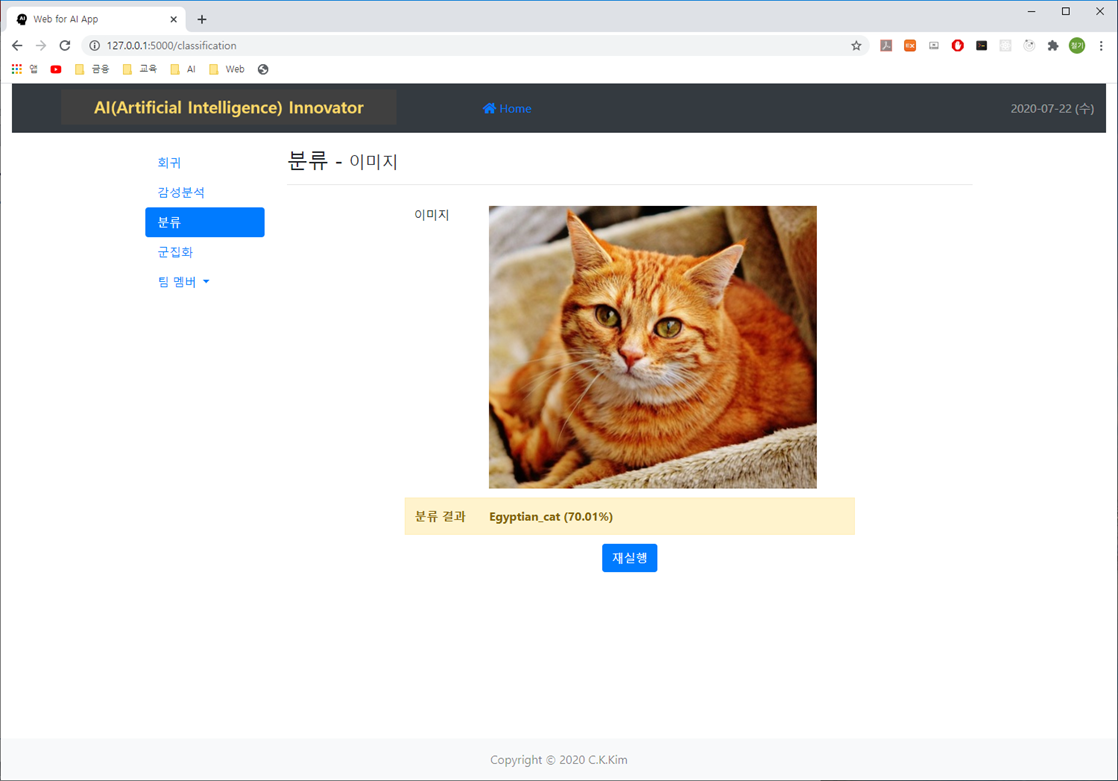 Web for AI App
127.0.0.1:5000/classification
앱 금융 교육 AI Web
AI(Artificial Intelligence) Innovator Home 2020-07-22 (수)
회귀
감성분석
분류
군집화
팀 멤버
분류 - 이미지
이미지
분류 결과 Egyptian_cat (70.01%)
재실행
Copyright © 2020 C.K.Kim